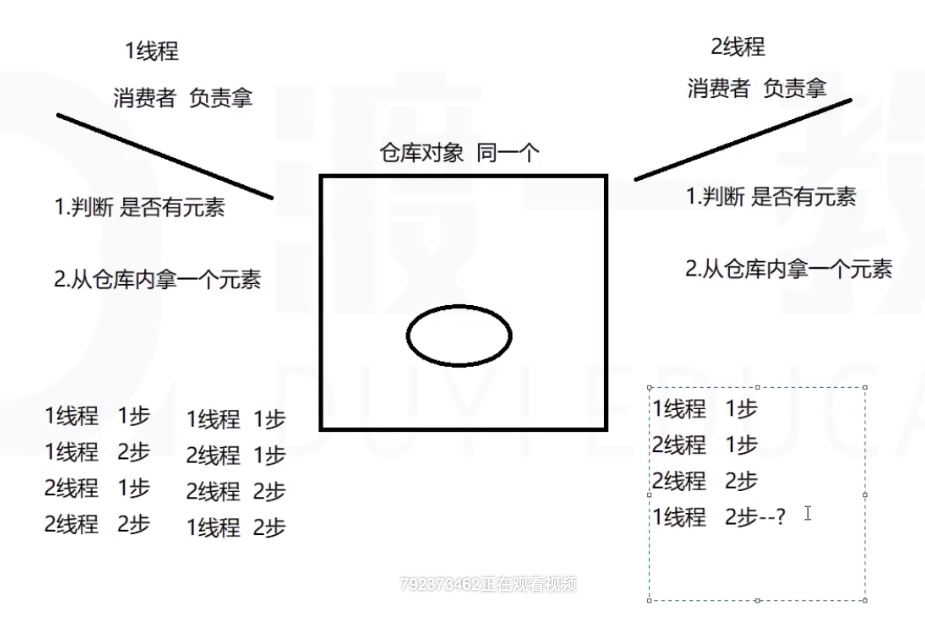 1线程
消费者 负责拿
1.判断 是否有元素
2.从仓库内拿一个元素
仓库对象 同一个
2线程
消费者 负责拿
1.判断 是否有元素
2.从仓库内拿一个元素
1线程 1步
1线程 2步
2线程 1步
2线程 2步
1线程 1步
2线程 1步
2线程 2步
1线程 2步
1线程 1步
2线程 1步
2线程 2步
1线程 2步--?
渡一教
DUYI EDUCA
792373462正在观看视频